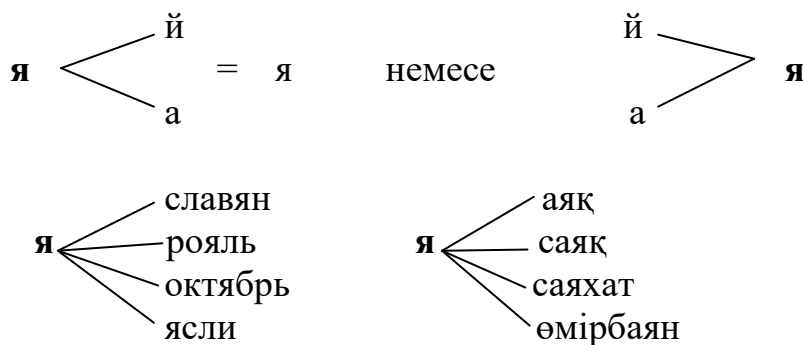 й й
я = я немесе я
а а
славян аяқ
я рояль я саяқ
октябрь саяхат
ясли өмірбаян